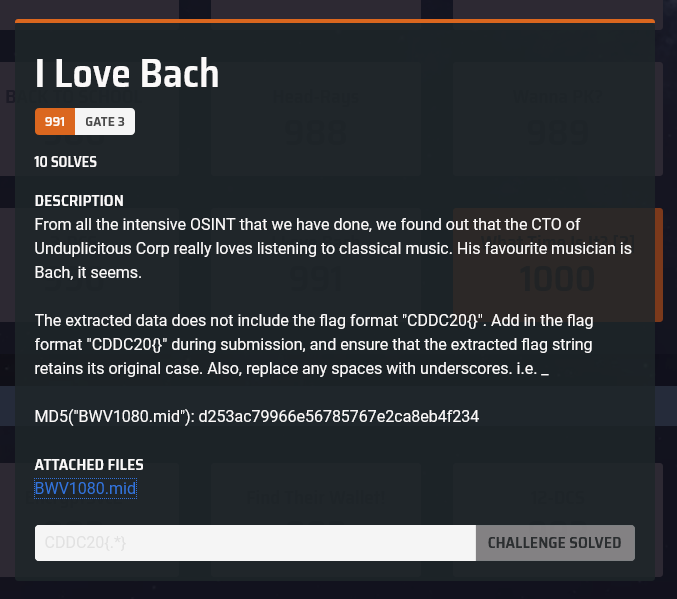 I Love Bach
991 GATE 3
10 SOLVES
DESCRIPTION
From all the intensive OSINT that we have done, we found out that the CTO of
Unduplicitous Corp really loves listening to classical music. His favourite musician is
Bach, it seems.
The extracted data does not include the flag format "CDDC20{}". Add in the flag
format "CDDC20{}" during submission, and ensure that the extracted flag string
retains its original case. Also, replace any spaces with underscores. i.e. _
MD5("BWV1080.mid"): d253ac79966e56785767e2ca8eb4f234
ATTACHED FILES
BWV1080.mid
CDDC20{.*}
CHALLENGE SOLVED
988
989
991
1000